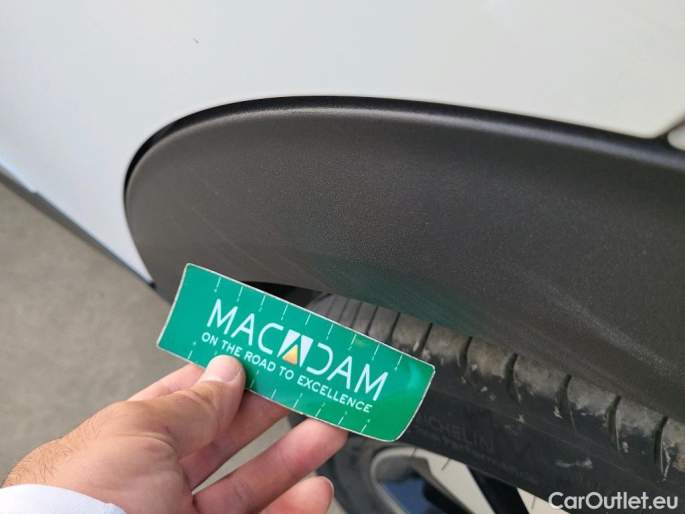 MACADAM
ON THE ROAD TO EXCELLENCE
MICHELIN
CarOutlet.eu